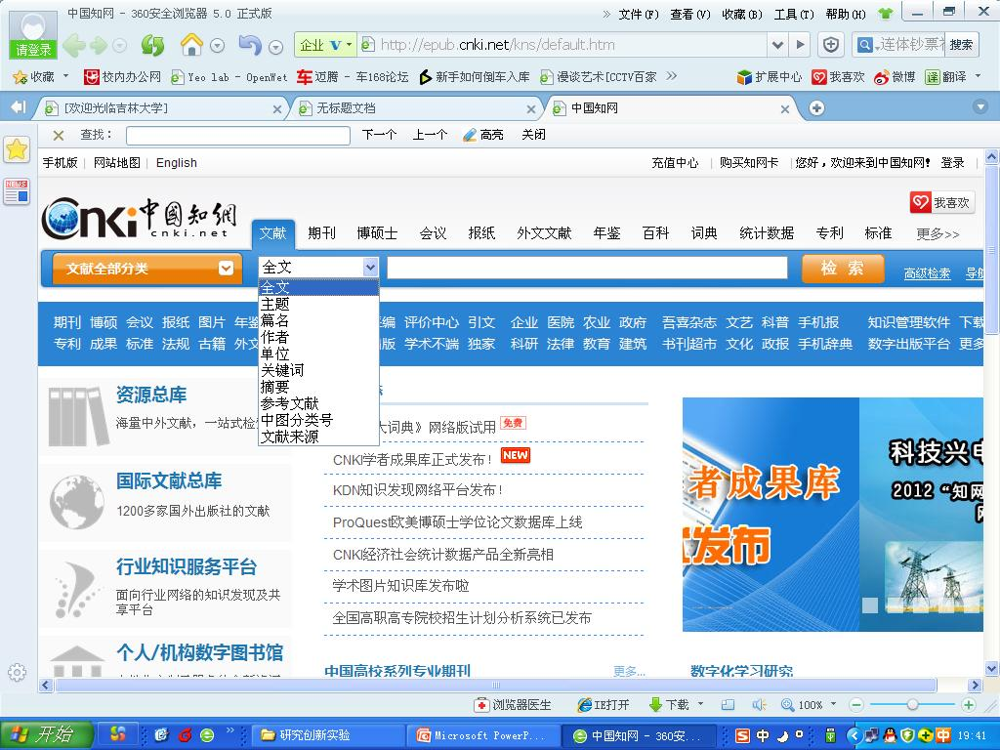 中国知网 - 360安全浏览器 5.0 正式版
» 文件(F) 查看(V) 收藏(B) 工具(T) 帮助(H)
请登录
企业 V
http://epub.cnki.net/kns/default.htm
连体钞票
搜索
收藏 校内办公网 Yeo lab - OpenWet 迈腾 - 车168论坛 新手如何倒车入库 漫谈艺术[CCTV百家 »
扩展中心 我喜欢 微博 翻译
[欢迎光临吉林大学]
无标题文档
中国知网
查找: 下一个 上一个 高亮 关闭
NEWS
手机版 网站地图 English
充值中心 购买知网卡 您好,欢迎来到中国知网! 登录
我喜欢
Cnki中國知網
cnki.net
文献 期刊 博硕士 会议 报纸 外文文献 年鉴 百科 词典 统计数据 专利 标准 更多>>
文献全部分类
全文
检 索
高级检索
全文
主题
篇名
作者
单位
关键词
摘要
参考文献
中图分类号
文献来源
期刊 博硕 会议 报纸 图片 年
评价中心 引文 企业 医院 农业 政府 吾喜杂志 文艺 科普 手机报 知识管理软件 下载
专利 成果 标准 法规 古籍 外文
学术不端 独家 科研 法律 教育 建筑 书刊超市 文化 政报 手机辞典 数字出版平台 更多
资源总库
海量中外文献,一站式检
国际文献总库
1200多家国外出版社的文献
行业知识服务平台
面向行业网络的知识发现及共
享平台
个人/机构数字图书馆
大词典》网络版试用 免费
CNKI学者成果库正式发布! NEW
KDN知识发现网络平台发布!
ProQuest欧美博硕士学位论文数据库上线
CNKI经济社会统计数据产品全新亮相
学术图片知识库发布啦
全国高职高专院校招生计划分析系统已发布
者成果库
发布
科技兴电
2012 “知网
中国高校系列专业期刊
更多...
数字化学习研究
浏览器医生 IE打开 下载 100%
开始
研究创新实验
Microsoft PowerP...
中国知网 - 360安...
中
19:41